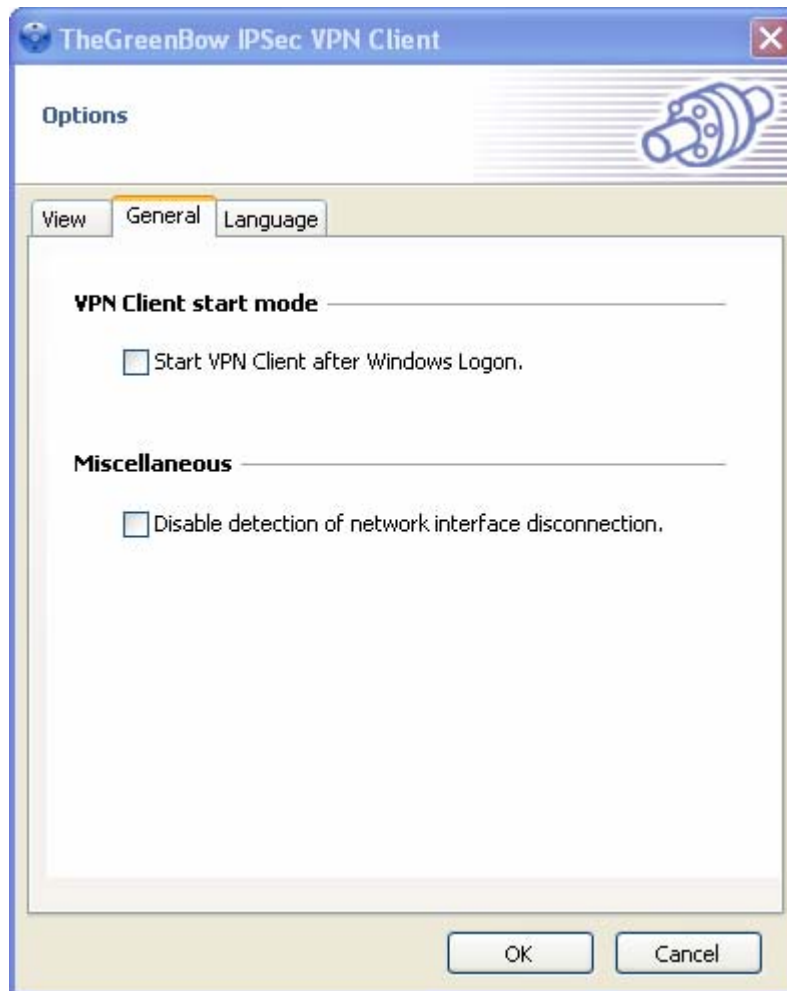 TheGreenBow IPSec VPN Client
Options
View General Language
VPN Client start mode
Start VPN Client after Windows Logon.
Miscellaneous
Disable detection of network interface disconnection.
OK Cancel